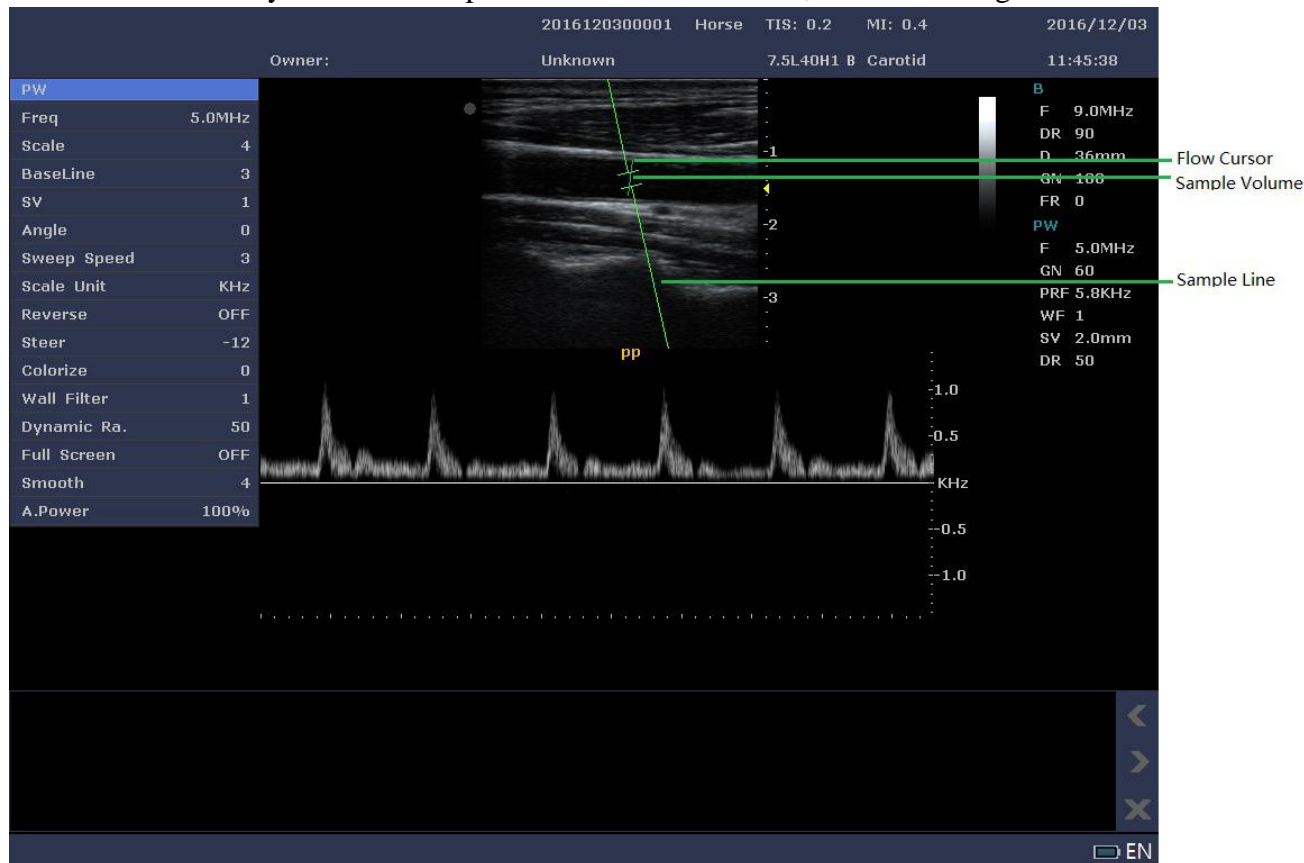 2016120300001 Horse TIS: 0.2 MI: 0.4 2016/12/03
Owner: Unknown 7.5L40H1 B Carotid 11:45:38
PW
Freq 5.0MHz
Scale 4
BaseLine 3
SV 1
Angle 0
Sweep Speed 3
Scale Unit KHz
Reverse OFF
Steer -12
Colorize 0
Wall Filter 1
Dynamic Ra. 50
Full Screen OFF
Smooth 4
A.Power 100%
-1
-2
-3
pp
B
F 9.0MHz
DR 90
D 36mm
GN 100
FR 0
PW
F 5.0MHz
GN 60
PRF 5.8KHz
WF 1
SV 2.0mm
DR 50
Flow Cursor
Sample Volume
Sample Line
-1.0
-0.5
KHz
--0.5
--1.0
EN